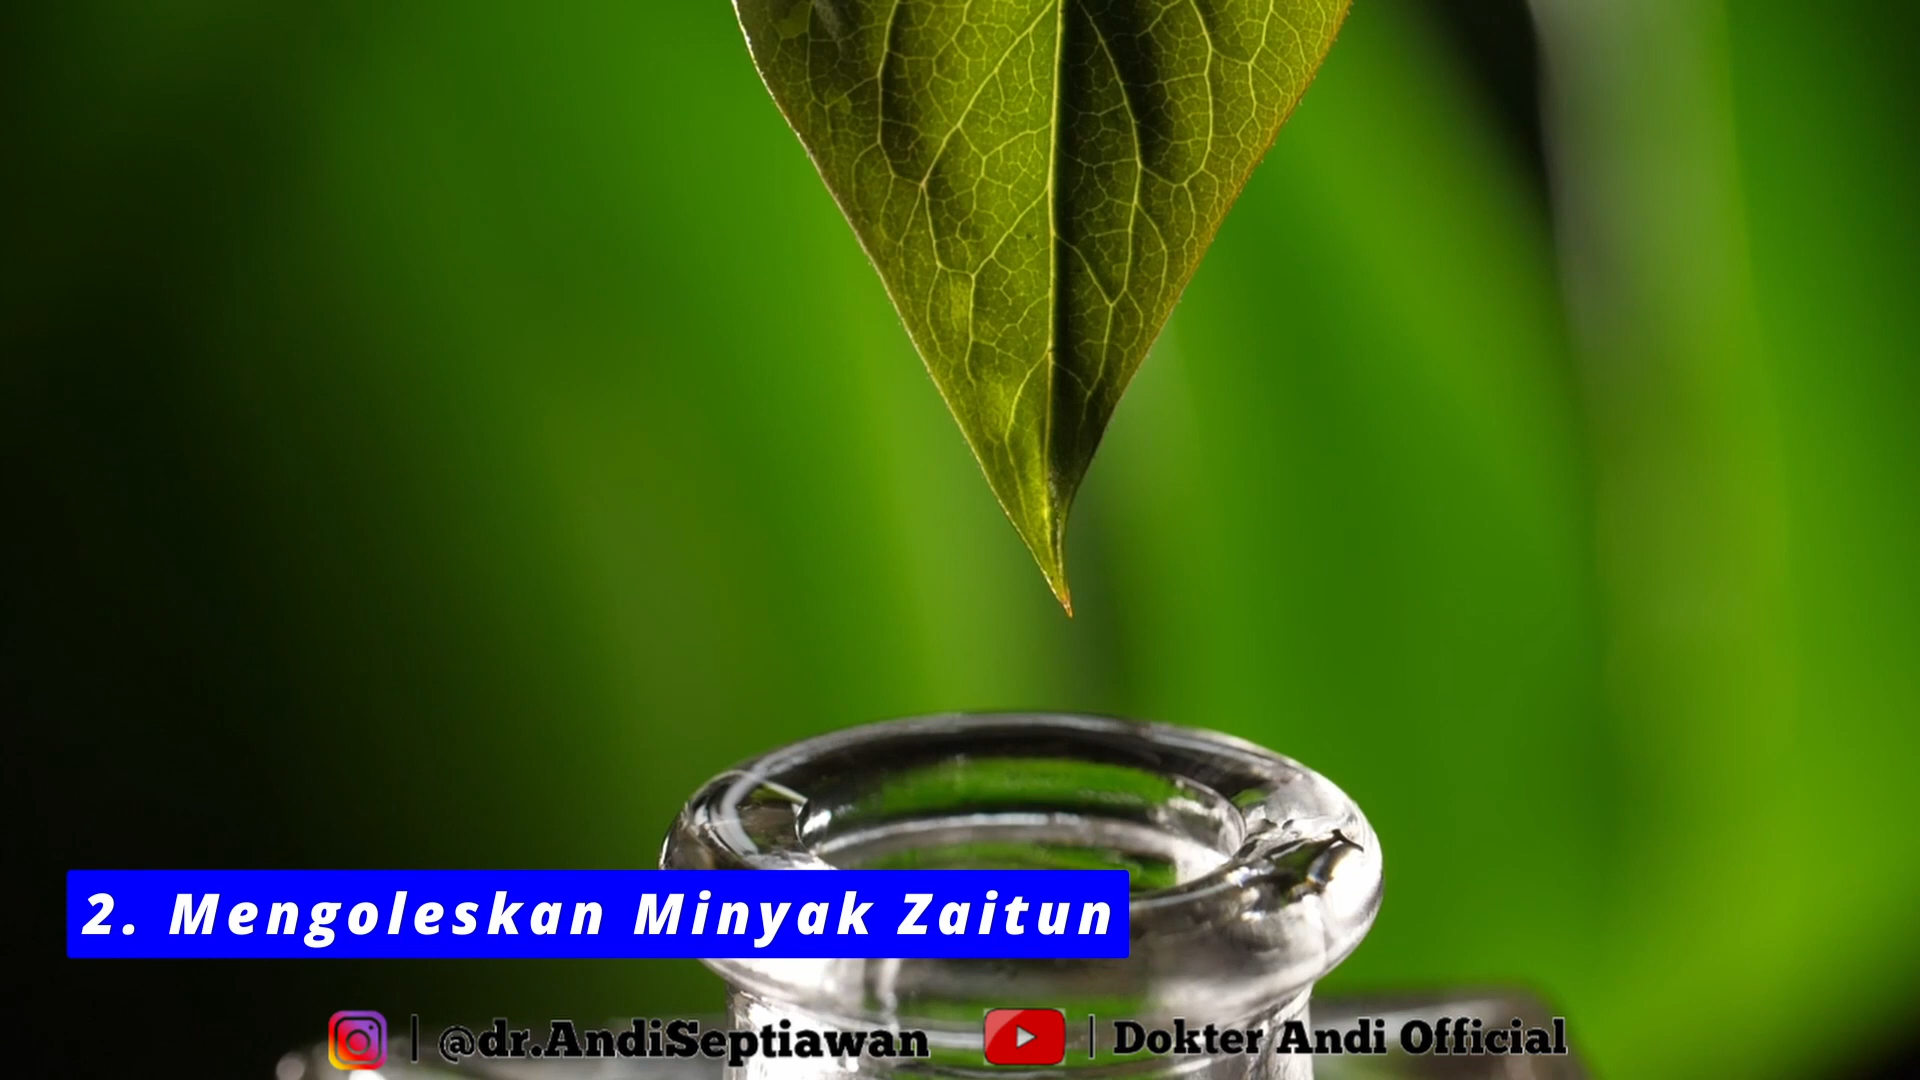 2. Mengoleskan Minyak Zaitun
| @dr.AndiSeptiawan | Dokter Andi Official